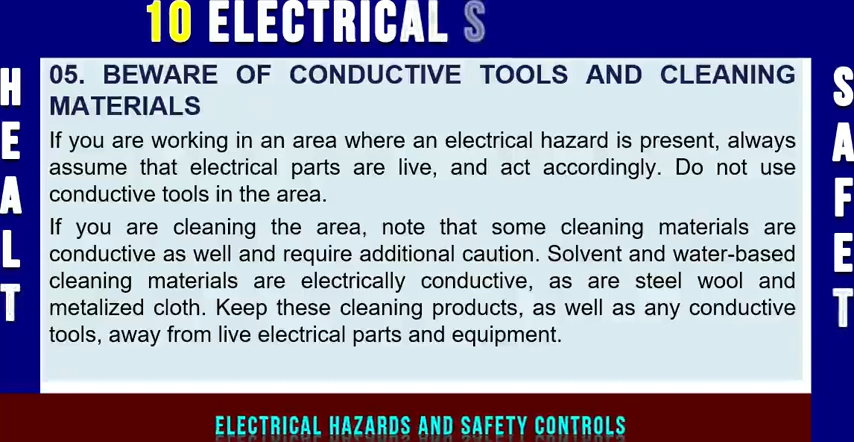 10 ELECTRICAL S
H
E
A
L
T
05. BEWARE OF CONDUCTIVE TOOLS AND CLEANING
MATERIALS
If you are working in an area where an electrical hazard is present, always
assume that electrical parts are live, and act accordingly. Do not use
conductive tools in the area.
If you are cleaning the area, note that some cleaning materials are
conductive as well and require additional caution. Solvent and water-based
cleaning materials are electrically conductive, as are steel wool and
metalized cloth. Keep these cleaning products, as well as any conductive
tools, away from live electrical parts and equipment.
S
A
F
E
T
ELECTRICAL HAZARDS AND SAFETY CONTROLS